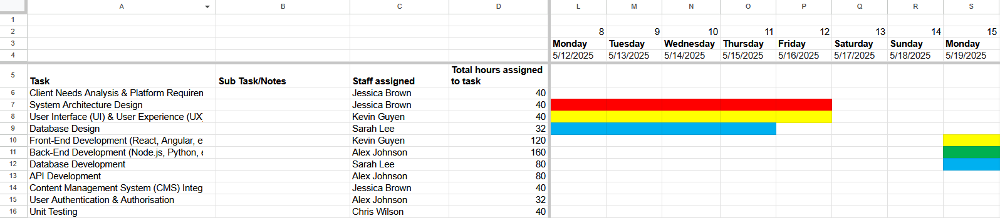 A B C D L M N O P Q R S
1
2 8 9 10 11 12 13 14 15
3 Monday Tuesday Wednesday Thursday Friday Saturday Sunday Monday
4 5/12/2025 5/13/2025 5/14/2025 5/15/2025 5/16/2025 5/17/2025 5/18/2025 5/19/2025
5 Task Sub Task/Notes Staff assigned Total hours assigned
to task
6 Client Needs Analysis & Platform Requiren Jessica Brown 40
7 System Architecture Design Jessica Brown 40
8 User Interface (UI) & User Experience (UX Kevin Guyen 40
9 Database Design Sarah Lee 32
10 Front-End Development (React, Angular, e Kevin Guyen 120
11 Back-End Development (Node.js, Python, Alex Johnson 160
12 Database Development Sarah Lee 80
13 API Development Alex Johnson 80
14 Content Management System (CMS) Integ Jessica Brown 40
15 User Authentication & Authorisation Alex Johnson 32
16 Unit Testing Chris Wilson 40